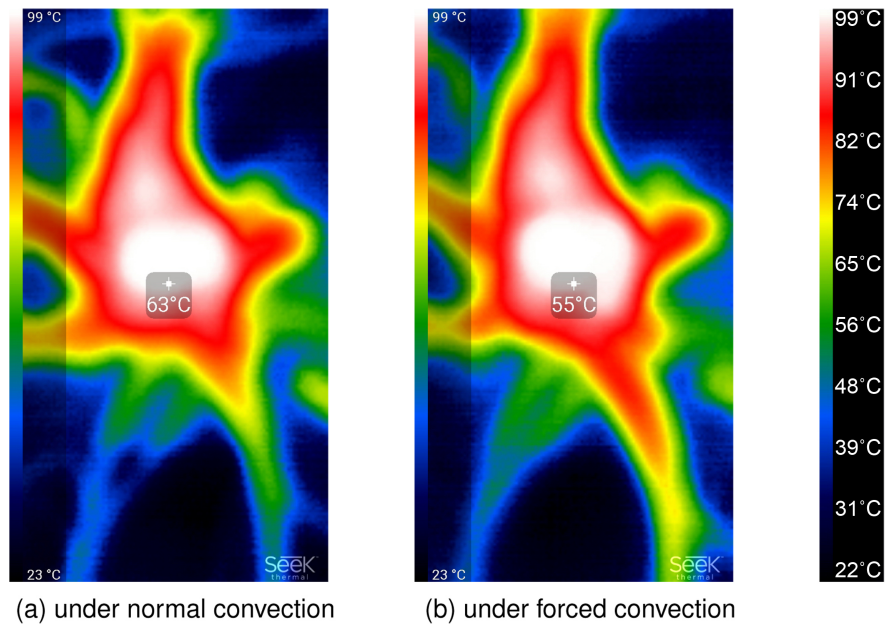 99 °C
63°C
23 °C
Seek
thermal
(a) under normal convection
99 °C
55°C
23 °C
Seek
thermal
(b) under forced convection
99°C
91°C
82°C
74°C
65°C
56°C
48°C
39°C
31°C
22°C